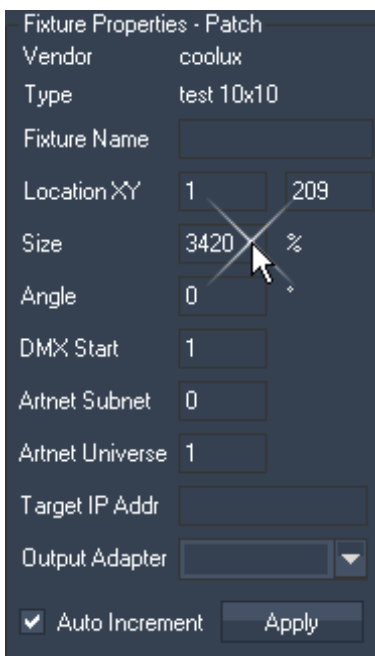 Fixture Properties - Patch
Vendor coolux
Type test 10x10
Fixture Name
Location XY 1 209
Size 3420 %
Angle 0 °
DMX Start 1
Artnet Subnet 0
Artnet Universe 1
Target IP Addr
Output Adapter
Auto Increment Apply